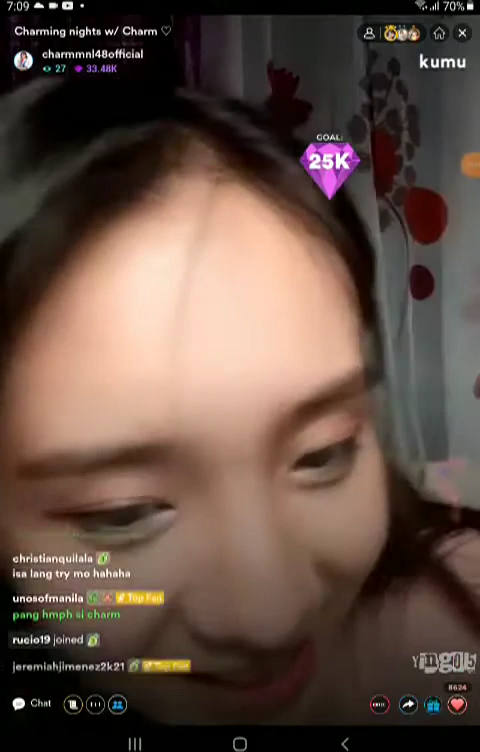 7:09
70%
Charming nights w/ Charm ♡
charmmnl48official
27 33.48K
kumu
GOAL:
25K
christianquilala
isa lang try mo hahaha
unosofmanila Top Fan
pang hmph si charm
rucio19 joined
jeremiahjimenez2k21 Top Fan
8624
Chat